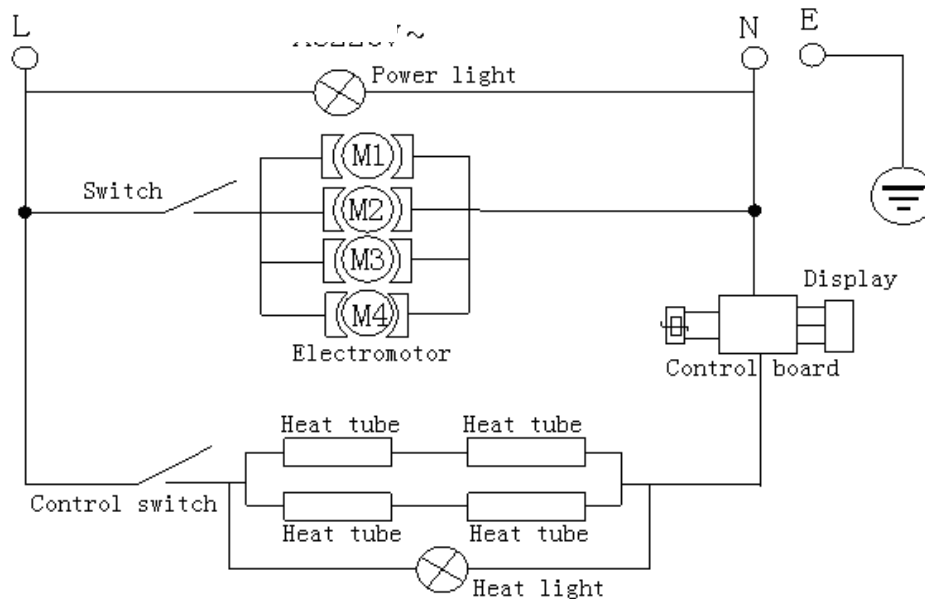 L
N
E
Power light
M1
Switch
M2
M3
Display
M4
Electromotor
Control board
Heat tube
Heat tube
Control switch
Heat tube
Heat tube
Heat light